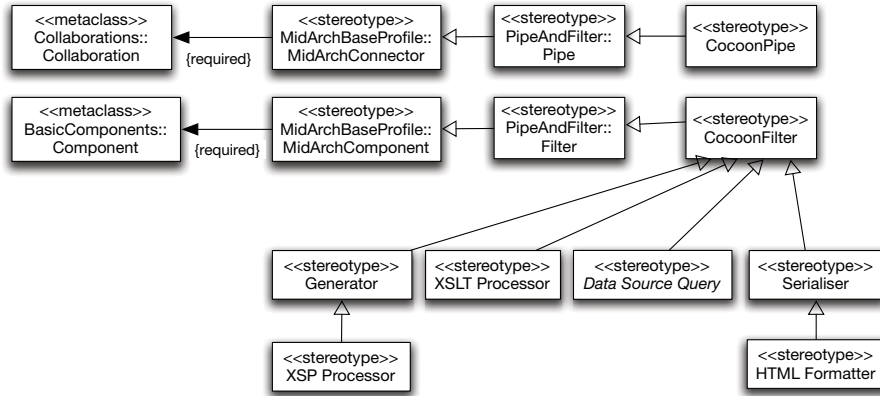 <<metaclass>>
Collaborations::
Collaboration
{required}
<<stereotype>>
MidArchBaseProfile::
MidArchConnector
<<stereotype>>
PipeAndFilter::
Pipe
<<stereotype>>
CocoonPipe
<<metaclass>>
BasicComponents::
Component
{required}
<<stereotype>>
MidArchBaseProfile::
MidArchComponent
<<stereotype>>
PipeAndFilter::
Filter
<<stereotype>>
CocoonFilter
<<stereotype>>
Generator
<<stereotype>>
XSLT Processor
<<stereotype>>
Data Source Query
<<stereotype>>
Serialiser
<<stereotype>>
XSP Processor
<<stereotype>>
HTML Formatter